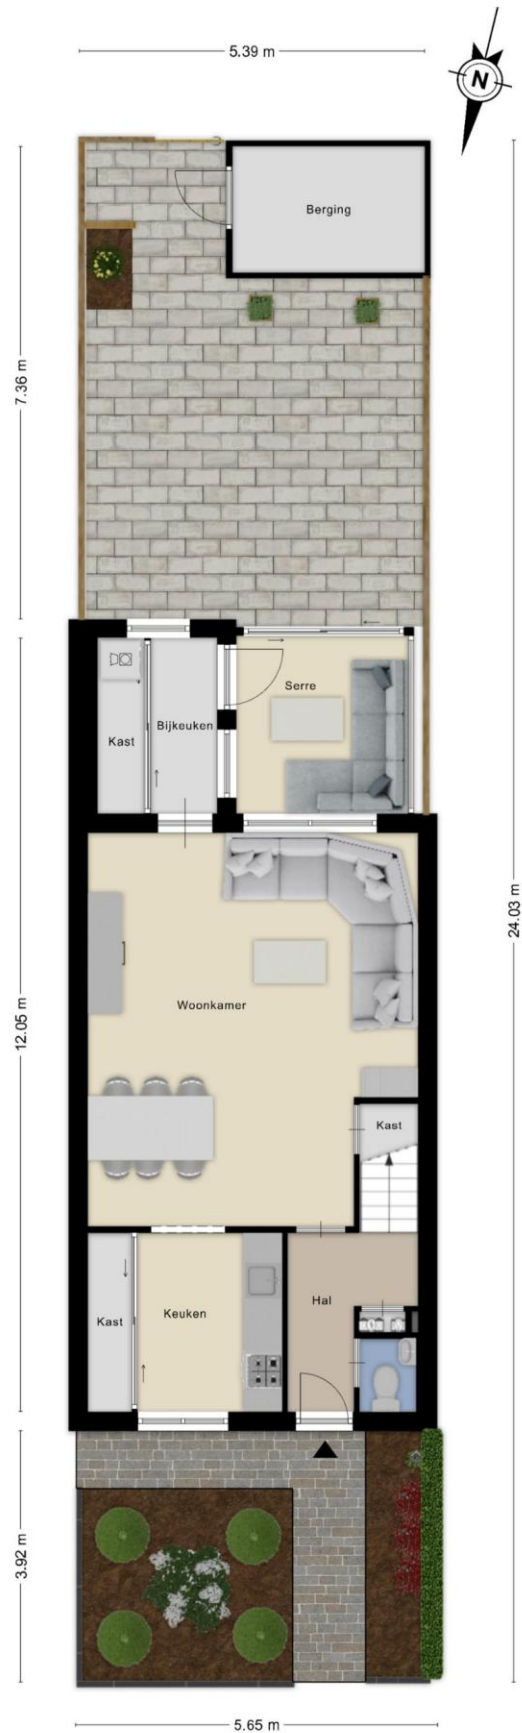 5.39 m
N
Berging
7.36 m
Serre
Bijkeuken
Kast
24.03 m
Woonkamer
12.05 m
Kast
Hal
Keuken
Kast
3.92 m
5.65 m